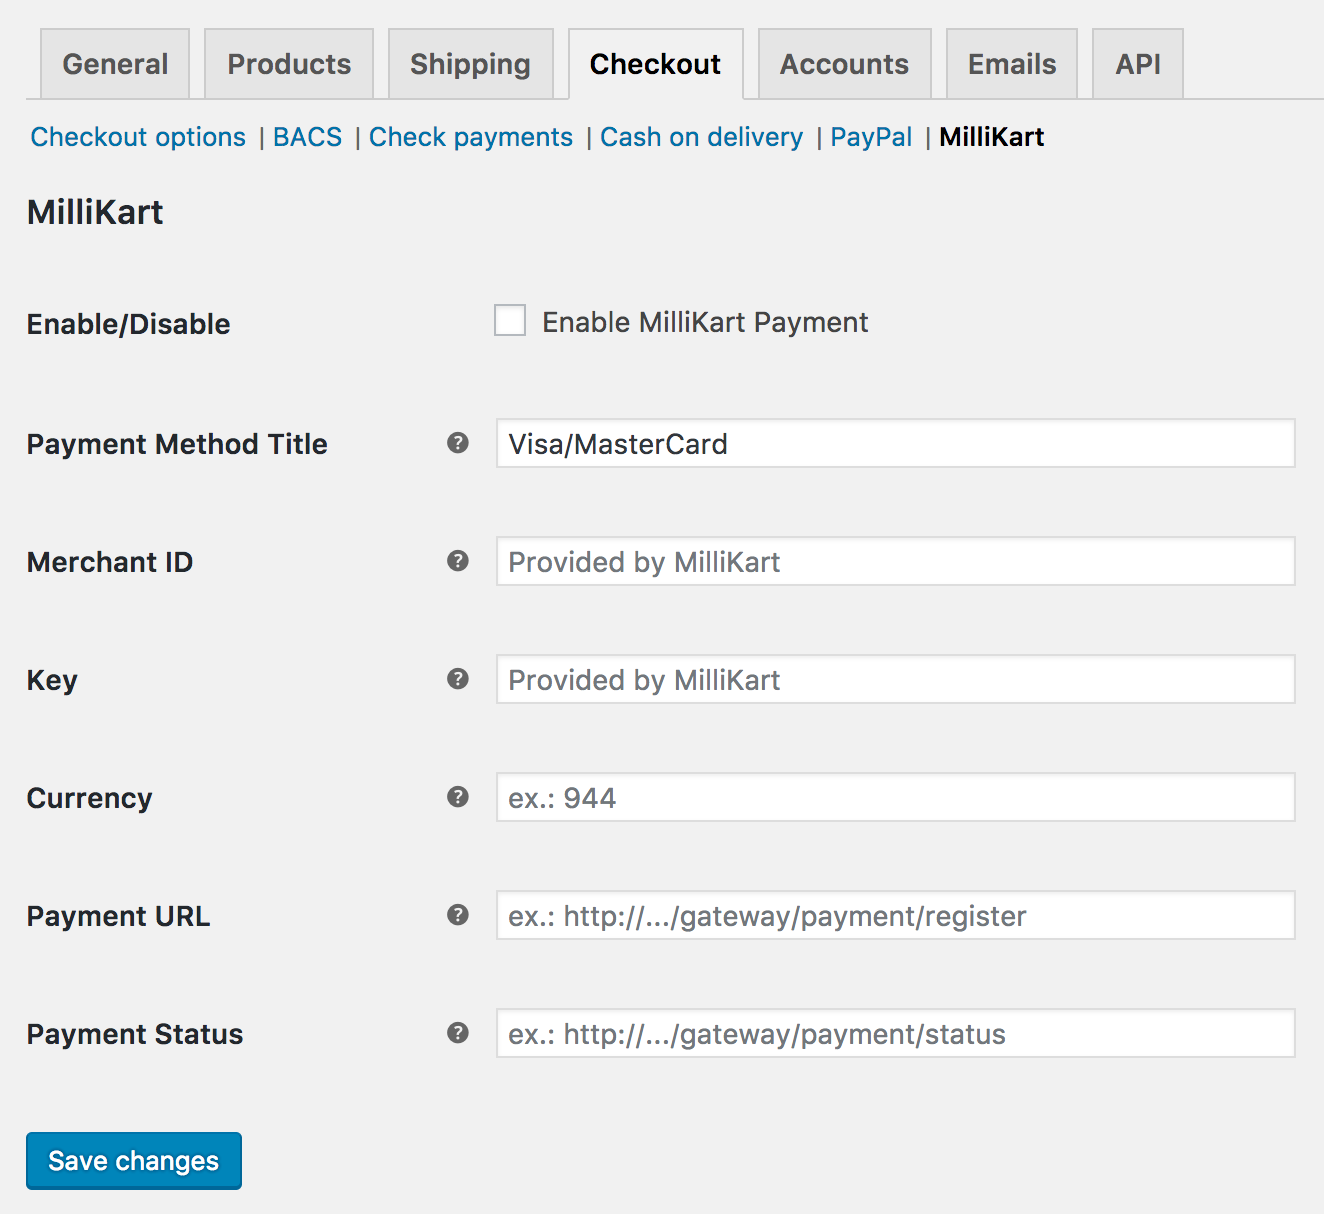 General Products Shipping Checkout Accounts Emails API
Checkout options | BACS | Check payments | Cash on delivery | PayPal | MilliKart
MilliKart
Enable/Disable Enable MilliKart Payment
Payment Method Title ? Visa/MasterCard
Merchant ID ? Provided by MilliKart
Key ? Provided by MilliKart
Currency ? ex.: 944
Payment URL ? ex.: http://.../gateway/payment/register
Payment Status ? ex.: http://.../gateway/payment/status
Save changes